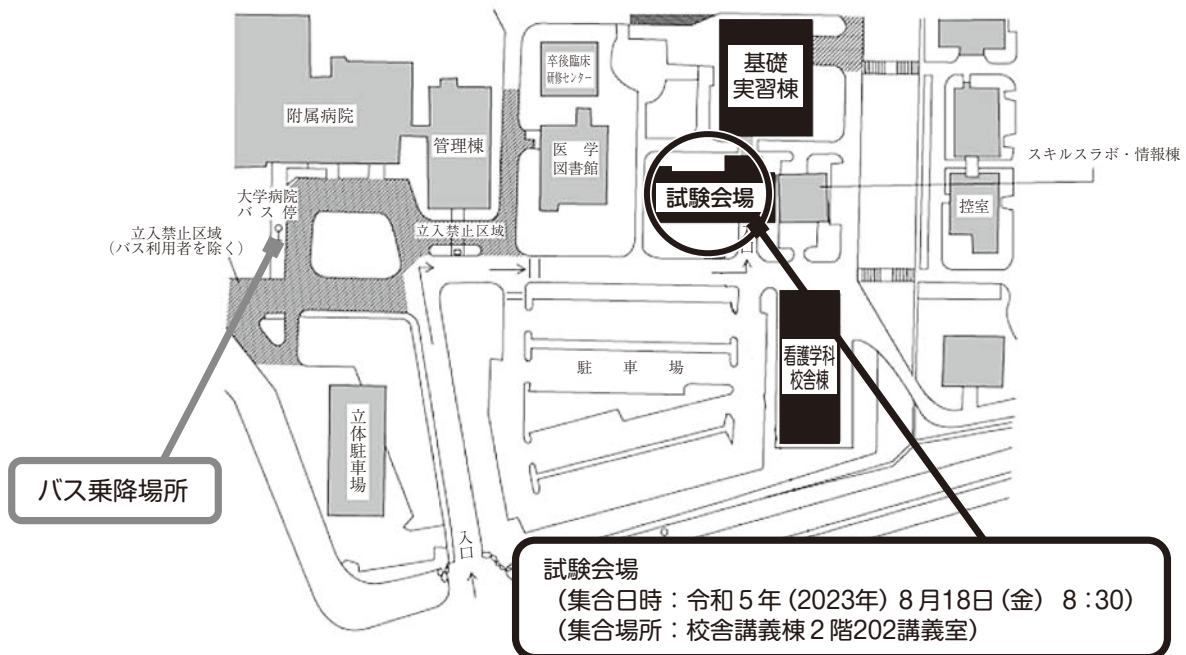 卒後臨床
研修センター
基礎
実習棟
附属病院
管理棟
医学
図書館
スキルスラボ・情報棟
試験会場
控室
大学病院
バス停
立入禁止区域
(バス利用者を除く)
立入禁止区域
入口
看護学科
校舎棟
駐車場
立体駐車場
バス乗降場所
入口
試験会場
(集合日時：令和5年(2023年) 8月18日(金) 8:30)
(集合場所：校舎講義棟2階202講義室)